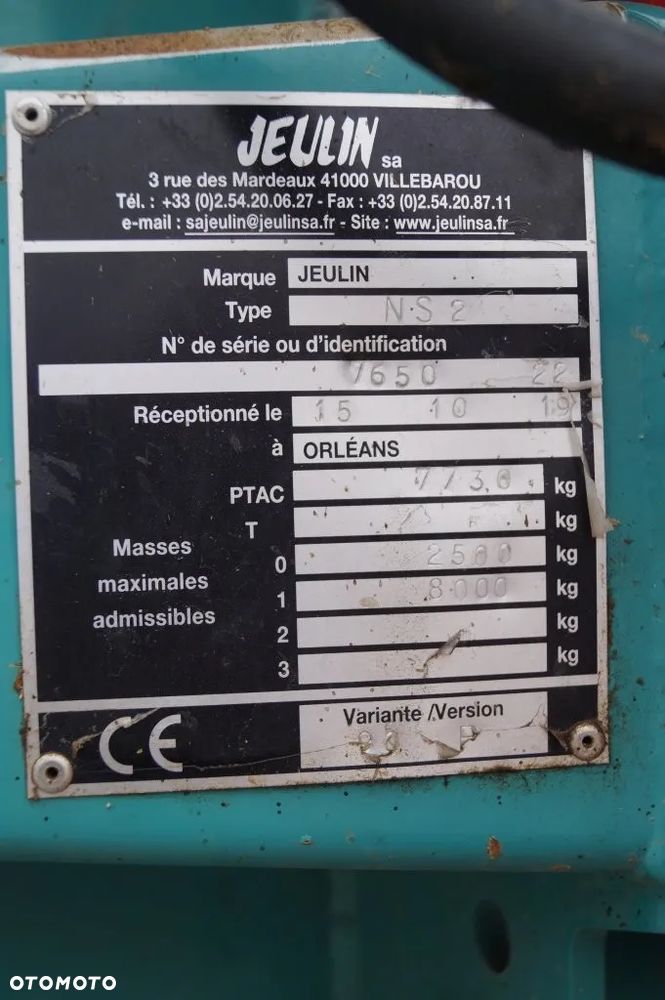 JEULIN sa
3 rue des Mardeaux 41000 VILLEBAROU
Tél. : +33 (0)2.54.20.06.27 - Fax : +33 (0)2.54.20.87.11
e-mail : sajeulin@jeulinsa.fr - Site : www.jeulinsa.fr
Marque JEULIN
Type NS2
N° de série ou d'identification
7650 22
Réceptionné le 15 10 19
à ORLÉANS
PTAC 7730 kg
T kg
Masses maximales admissibles
0 2500 kg
1 8000 kg
2 kg
3 kg
CE
Variante /Version
OTOMOTO